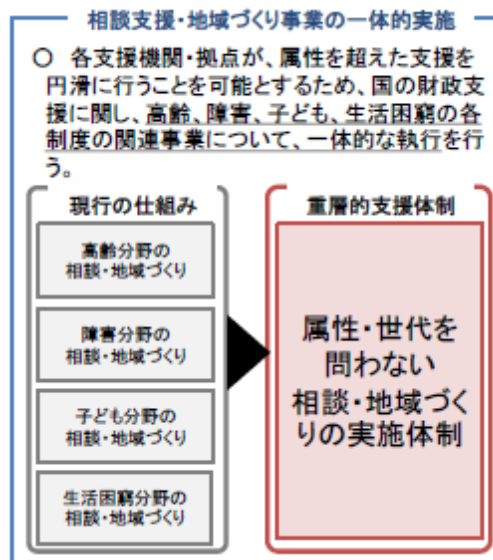 相談支援・地域づくり事業の一体的実施
○ 各支援機関・拠点が、属性を超えた支援を
円滑に行うことを可能とするため、国の財政支
援に関し、高齢、障害、子ども、生活困窮の各
制度の関連事業について、一体的な執行を行
う。
現行の仕組み
高齢分野の
相談・地域づくり
障害分野の
相談・地域づくり
子ども分野の
相談・地域づくり
生活困窮分野の
相談・地域づくり
重層的支援体制
属性・世代を
問わない
相談・地域づく
りの実施体制